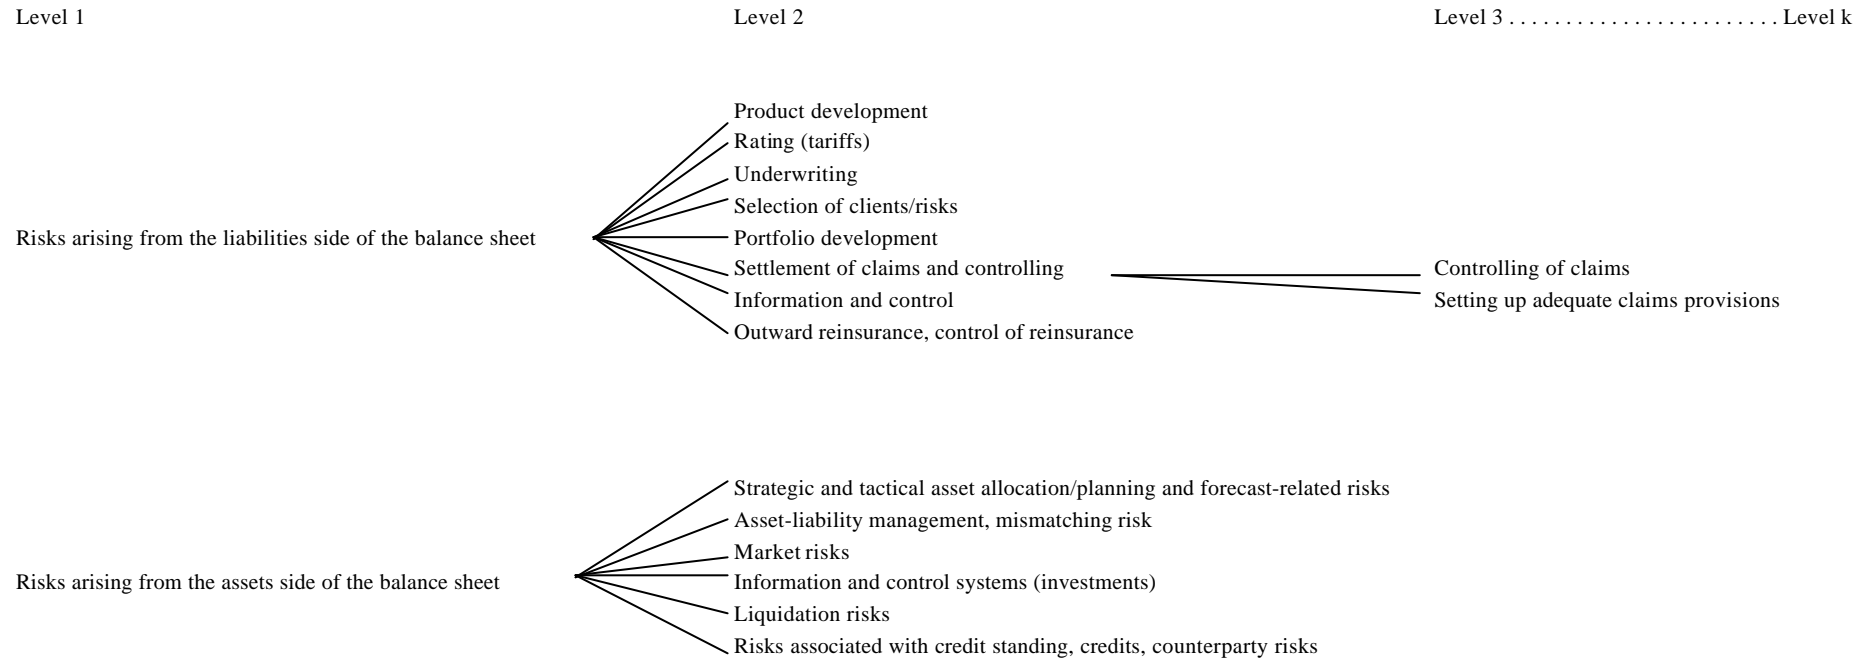 Level 1 Level 2 Level 3 . . . . . . . . . . . . . . . . . . . . . . . . Level k
Product development
Rating (tariffs)
Underwriting
Selection of clients/risks
Risks arising from the liabilities side of the balance sheet Portfolio development
Settlement of claims and controlling Controlling of claims
Information and control Setting up adequate claims provisions
Outward reinsurance, control of reinsurance
Strategic and tactical asset allocation/planning and forecast-related risks
Asset-liability management, mismatching risk
Market risks
Risks arising from the assets side of the balance sheet Information and control systems (investments)
Liquidation risks
Risks associated with credit standing, credits, counterparty risks